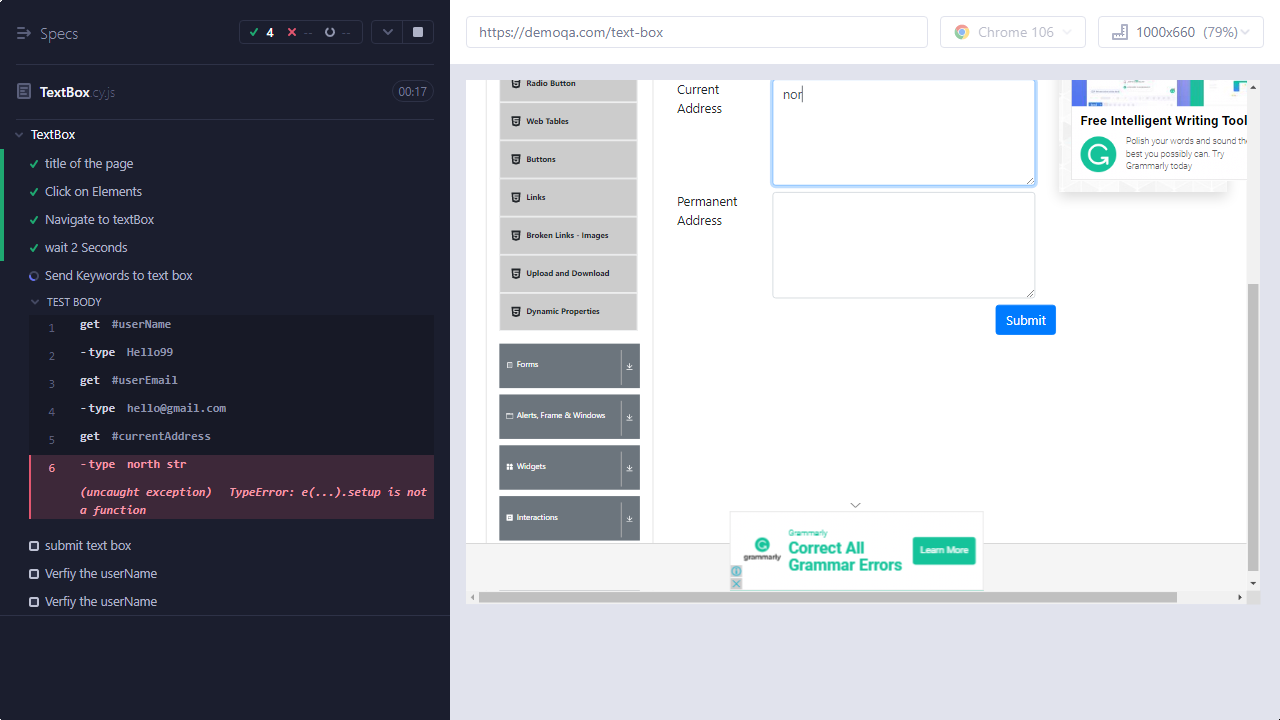 Specs
4
--
--
TextBox.cy.js
00:17
TextBox
title of the page
Click on Elements
Navigate to textBox
wait 2 Seconds
Send Keywords to text box
TEST BODY
1 get #userName
2 -type Hello99
3 get #userEmail
4 -type hello@gmail.com
5 get #currentAddress
6 -type north str
(uncaught exception) TypeError: e(...).setup is not
a function
submit text box
Verfiy the userName
Verfiy the userName
https://demoqa.com/text-box
Chrome 106
1000x660 (79%)
Radio Button
Web Tables
Buttons
Links
Broken Links - Images
Upload and Download
Dynamic Properties
Forms
Alerts, Frame & Windows
Widgets
Interactions
Current
Address
nor
Permanent
Address
Submit
Free Intelligent Writing Tool
Polish your words and sound the
best you possibly can. Try
Grammarly today
grammarly
Grammarly
Correct All
Grammar Errors
Learn More